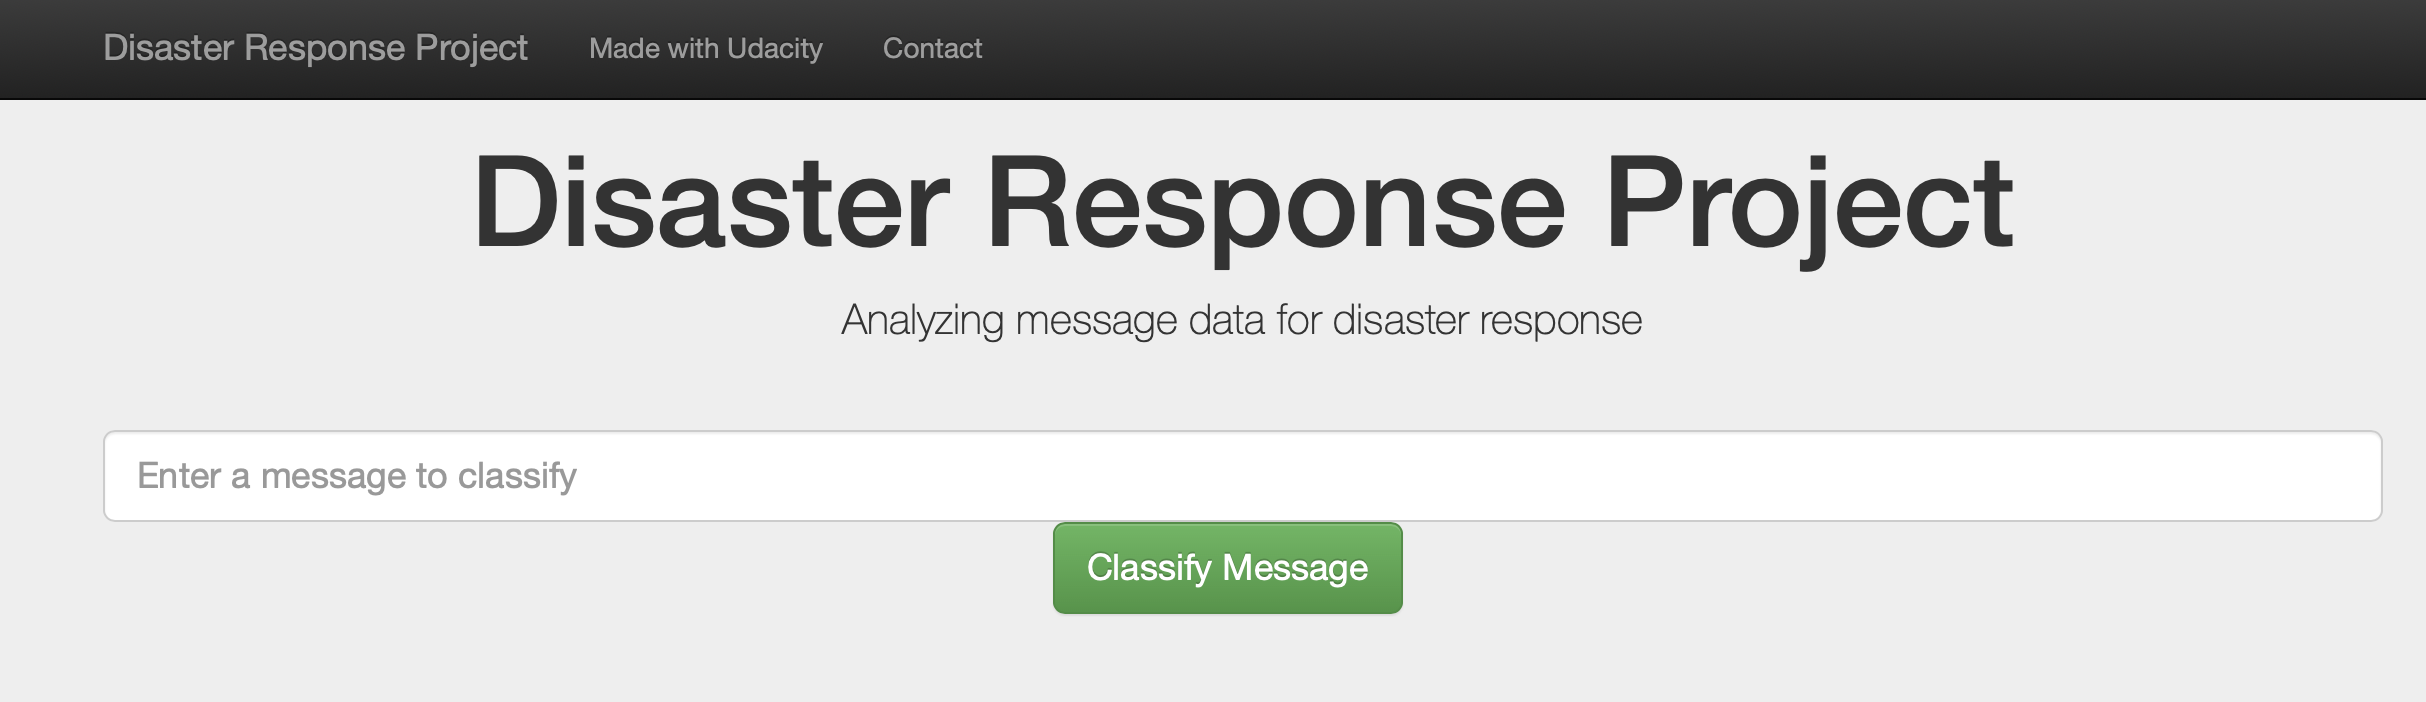 Disaster Response Project Made with Udacity Contact
Disaster Response Project
Analyzing message data for disaster response
Enter a message to classify
Classify Message